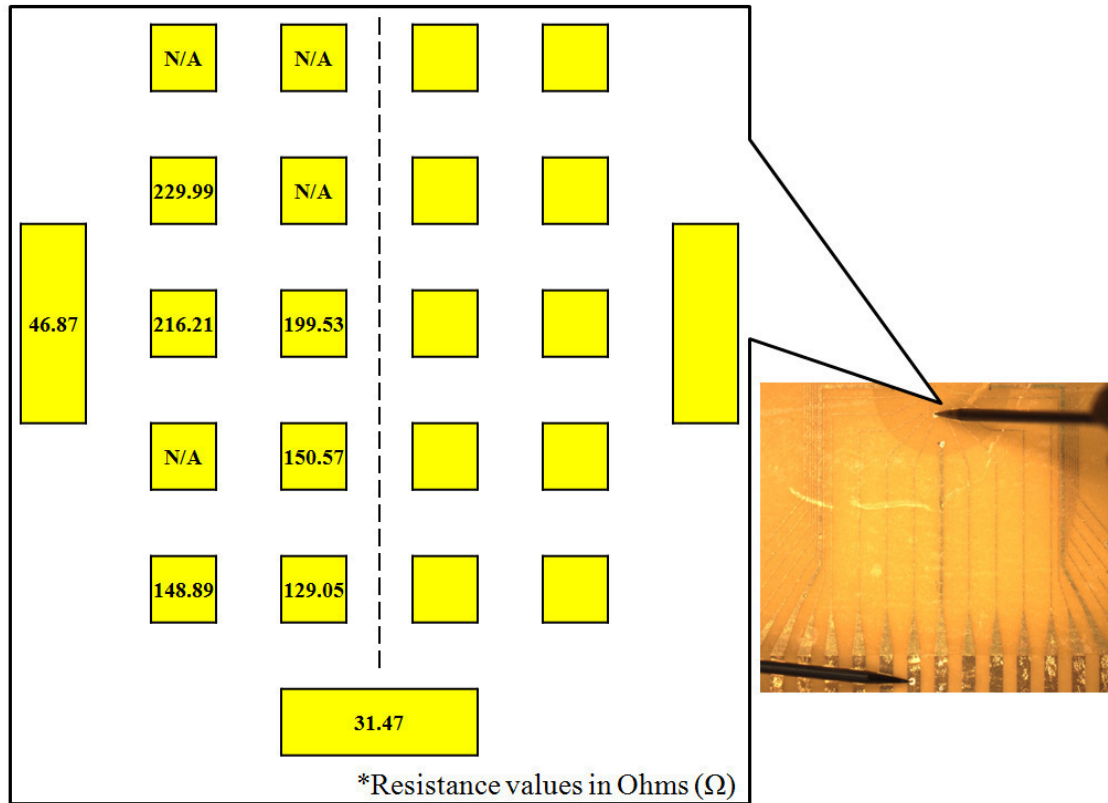 N/A N/A
229.99 N/A
46.87 216.21 199.53
N/A 150.57
148.89 129.05
31.47
*Resistance values in Ohms (Ω)